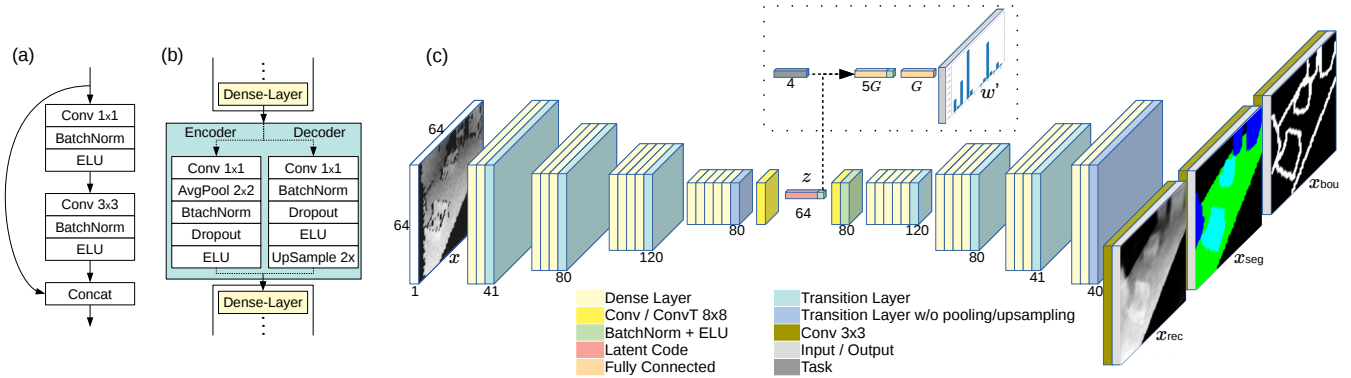 (a)
Conv 1x1
BatchNorm
ELU
Conv 3x3
BatchNorm
ELU
Concat
(b)
Dense-Layer
Encoder
Decoder
Conv 1x1
AvgPool 2x2
BtachNorm
Dropout
ELU
Conv 1x1
BatchNorm
Dropout
ELU
UpSample 2x
Dense-Layer
(c)
64
64
x
1
41
80
120
80
z
64
4
5G
G
w'
80
120
80
41
40
xrec
xseg
xbou
Dense Layer
Conv / ConvT 8x8
BatchNorm + ELU
Latent Code
Fully Connected
Transition Layer
Transition Layer w/o pooling/upsampling
Conv 3x3
Input / Output
Task